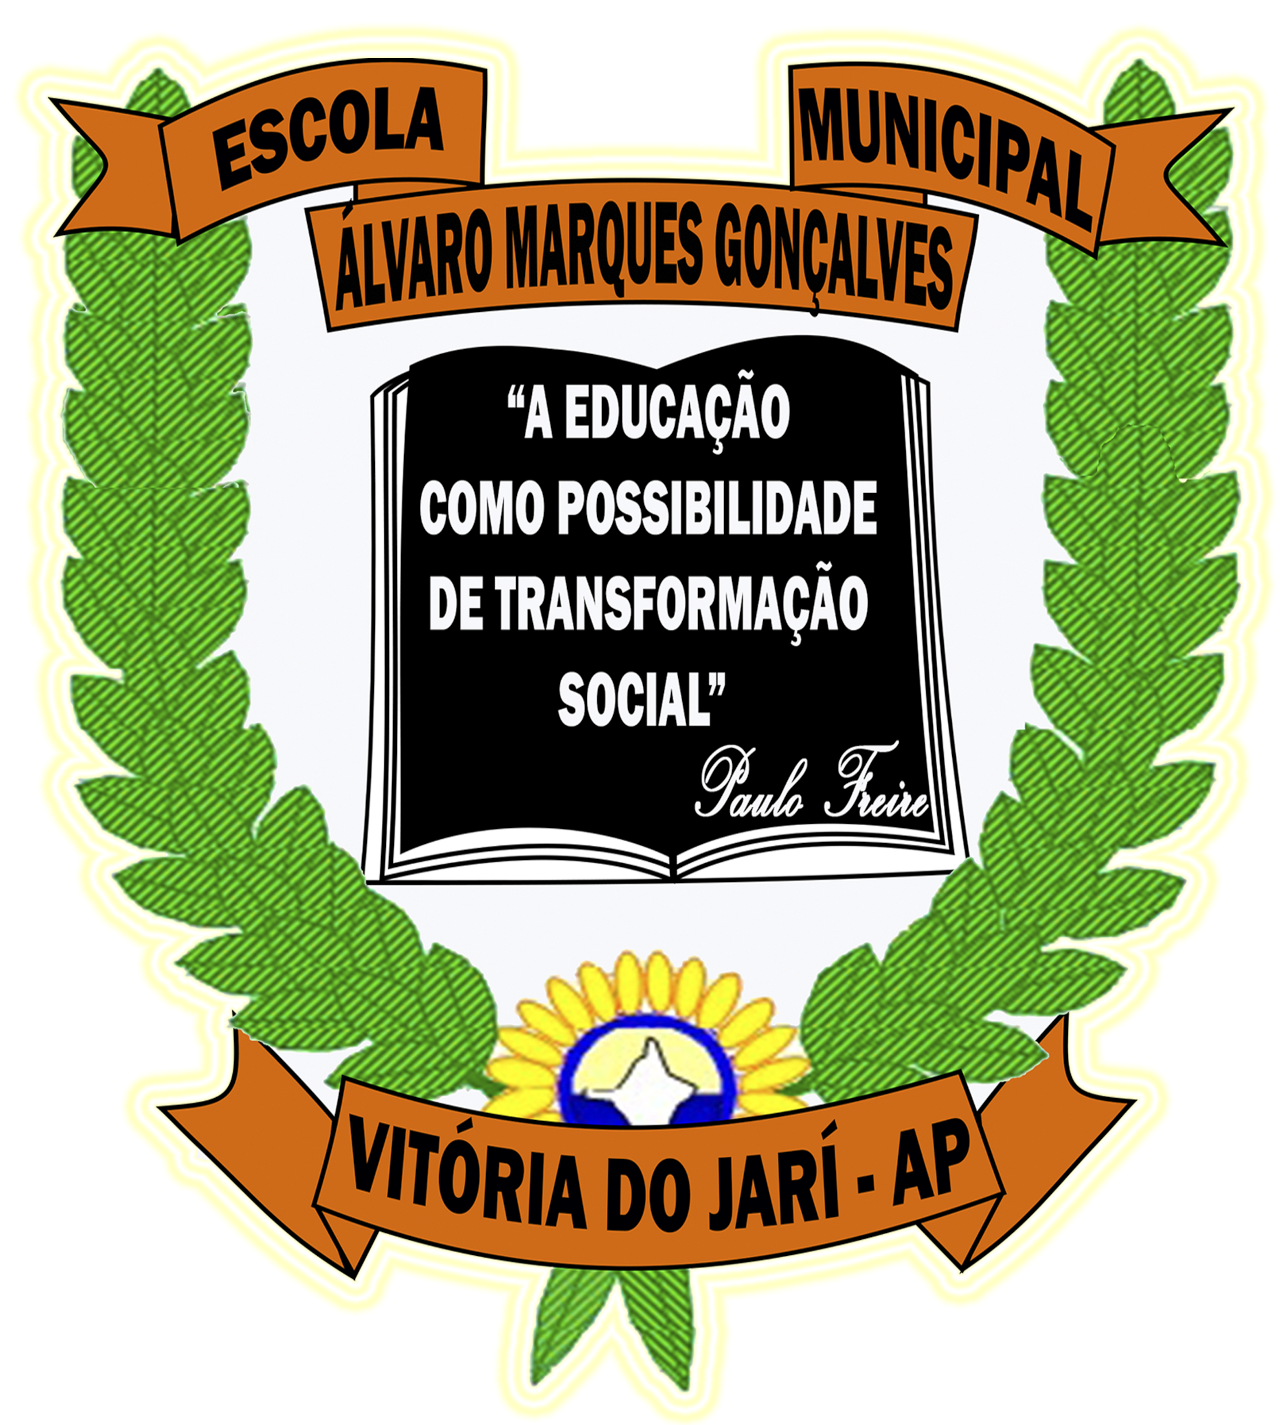 ESCOLA MUNICIPAL
ÁLVARO MARQUES GONÇALVES
“A EDUCAÇÃO
COMO POSSIBILIDADE
DE TRANSFORMAÇÃO
SOCIAL”
Paulo Freire
VITÓRIA DO JARÍ - AP